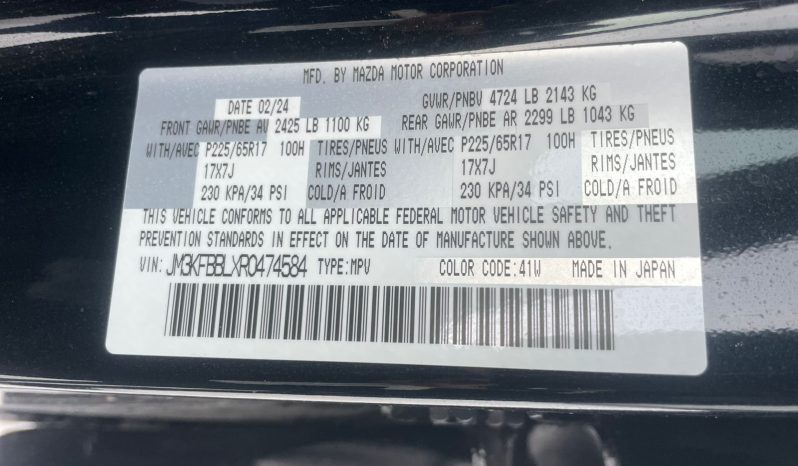 MFD. BY MAZDA MOTOR CORPORATION
DATE 02/24 GVWR/PNBV 4724 LB 2143 KG
FRONT GAWR/PNBE AV 2425 LB 1100 KG REAR GAWR/PNBE AR 2299 LB 1043 KG
WITH/AVEC P225/65R17 100H TIRES/PNEUS WITH/AVEC P225/65R17 100H TIRES/PNEUS
17X7J RIMS/JANTES 17X7J RIMS/JANTES
230 KPA/34 PSI COLD/A FROID 230 KPA/34 PSI COLD/A FROID
THIS VEHICLE CONFORMS TO ALL APPLICABLE FEDERAL MOTOR VEHICLE SAFETY AND THEFT
PREVENTION STANDARDS IN EFFECT ON THE DATE OF MANUFACTURE SHOWN ABOVE.
VIN: JM3KFBBLXR0474584 TYPE:MPV COLOR CODE:41W MADE IN JAPAN